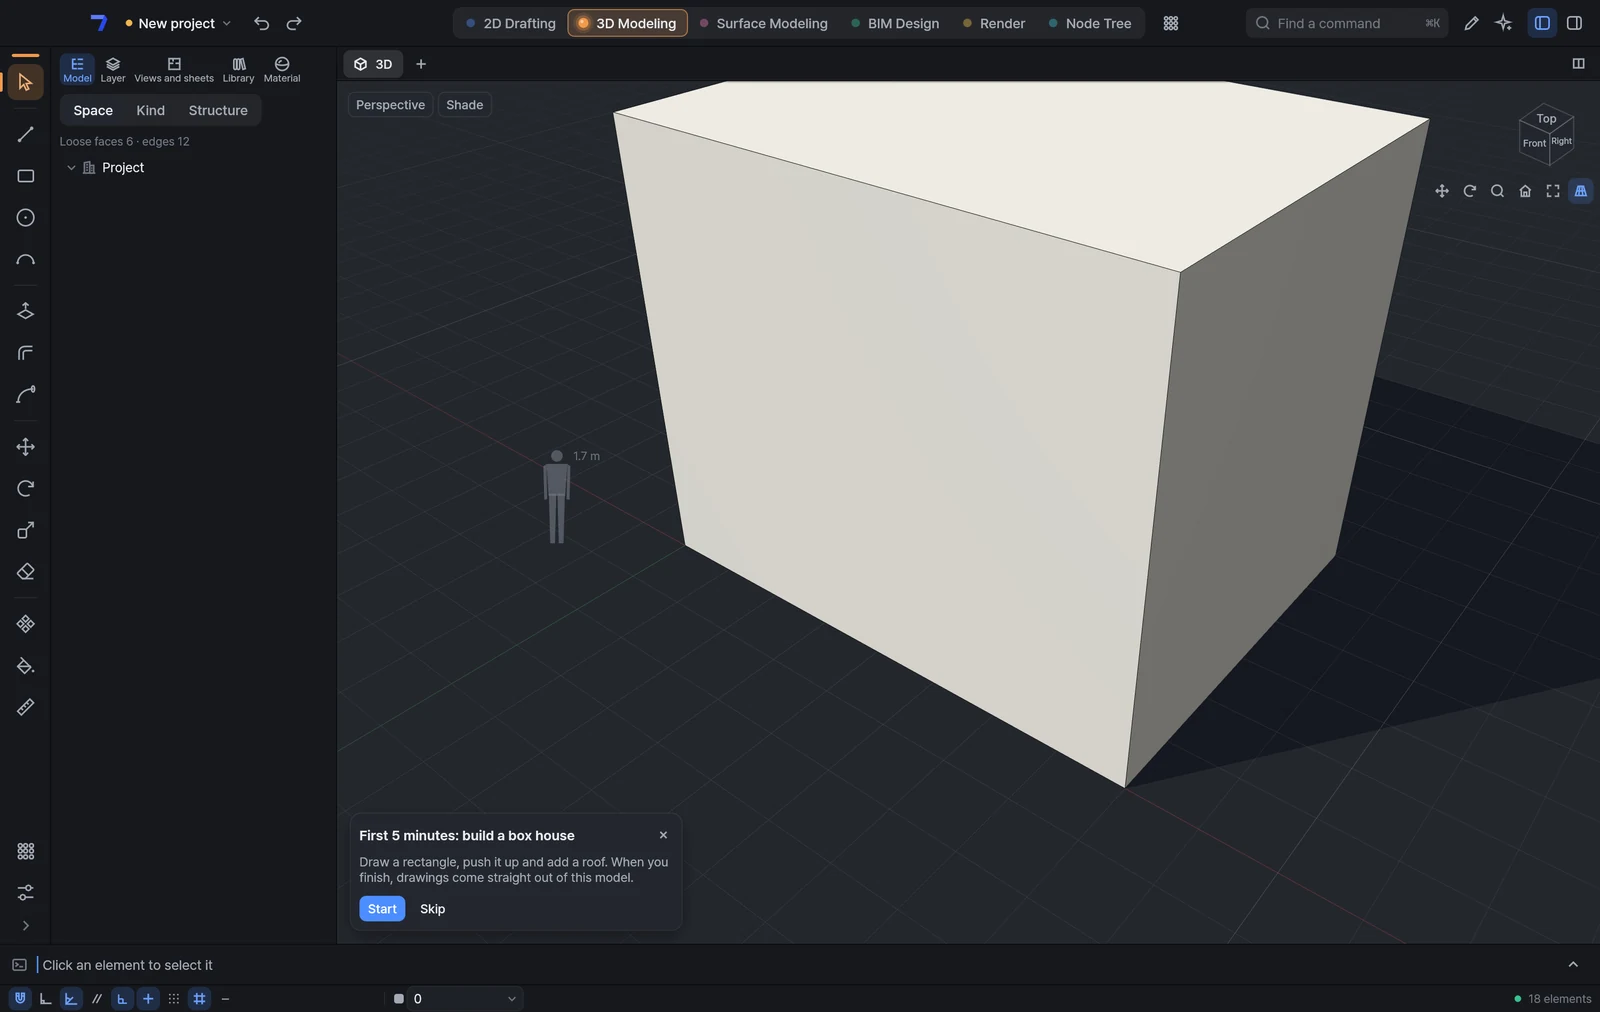 New project
2D Drafting
3D Modeling
Surface Modeling
BIM Design
Render
Node Tree
Find a command
⌘K
Model
Layer
Views and sheets
Library
Material
3D
Space
Kind
Structure
Loose faces 6 · edges 12
Project
Perspective
Shade
Top
Front
Right
1.7 m
First 5 minutes: build a box house
Draw a rectangle, push it up and add a roof. When you
finish, drawings come straight out of this model.
Start
Skip
Click an element to select it
0
18 elements